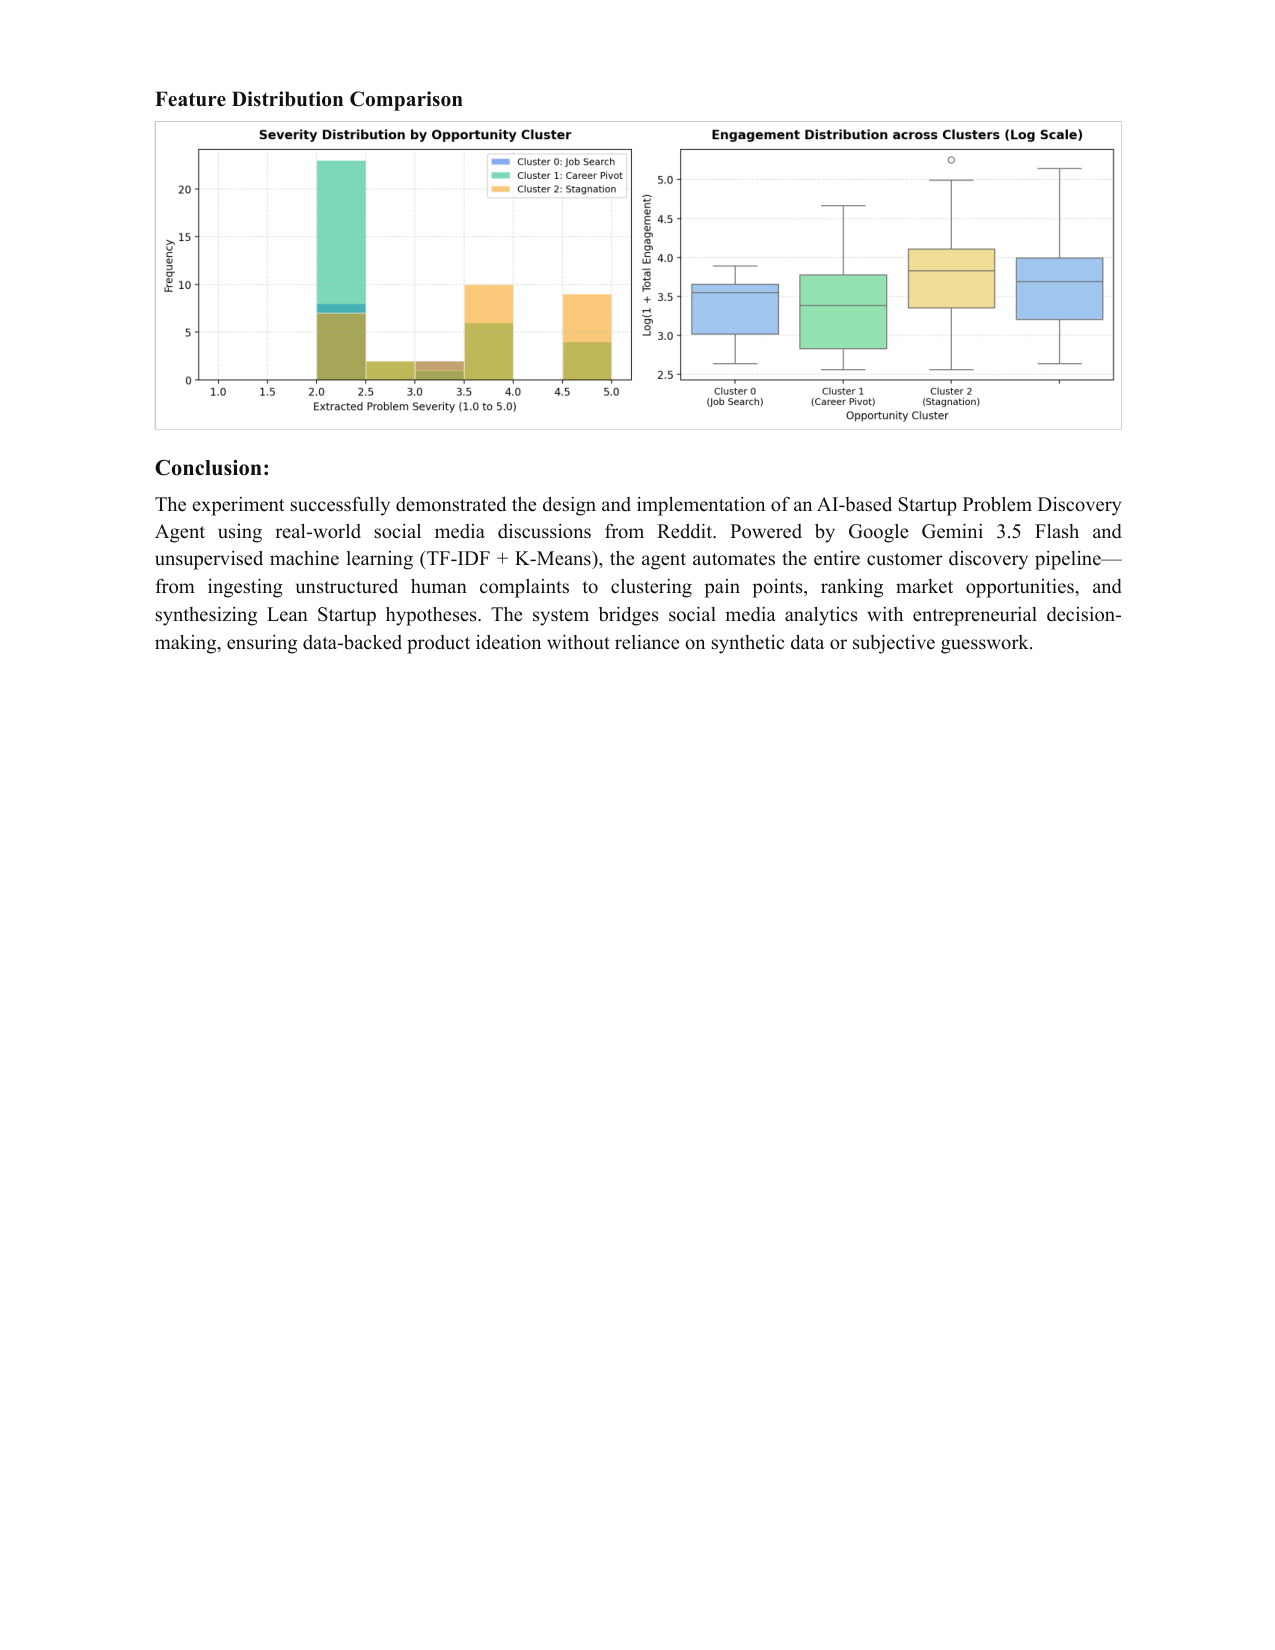 Feature Distribution Comparison
Severity Distribution by Opportunity Cluster
Cluster 0: Job Search
Cluster 1: Career Pivot
Cluster 2: Stagnation
Frequency
20
15
10
5
0
1.0 1.5 2.0 2.5 3.0 3.5 4.0 4.5 5.0
Extracted Problem Severity (1.0 to 5.0)
Engagement Distribution across Clusters (Log Scale)
Log(1 + Total Engagement)
5.0
4.5
4.0
3.5
3.0
2.5
Cluster 0 Cluster 1 Cluster 2
(Job Search) (Career Pivot) (Stagnation)
Opportunity Cluster
Conclusion:
The experiment successfully demonstrated the design and implementation of an AI-based Startup Problem Discovery
Agent using real-world social media discussions from Reddit. Powered by Google Gemini 3.5 Flash and
unsupervised machine learning (TF-IDF + K-Means), the agent automates the entire customer discovery pipeline—
from ingesting unstructured human complaints to clustering pain points, ranking market opportunities, and
synthesizing Lean Startup hypotheses. The system bridges social media analytics with entrepreneurial decision-
making, ensuring data-backed product ideation without reliance on synthetic data or subjective guesswork.